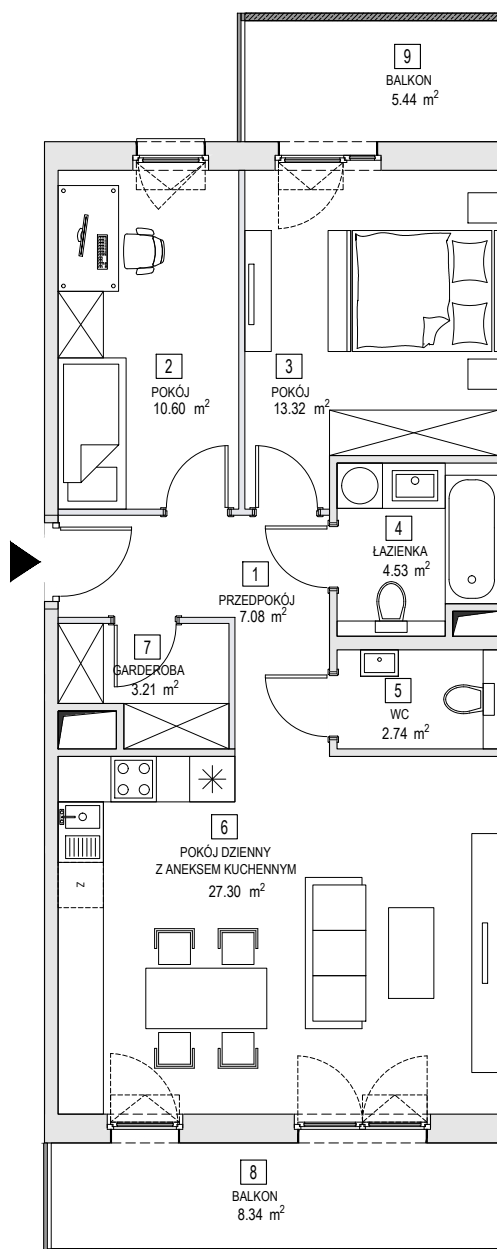 9
BALKON
5.44 m²
2
POKÓJ
10.60 m²
3
POKÓJ
13.32 m²
4
ŁAZIENKA
4.53 m²
1
PRZEDPOKÓJ
7.08 m²
7
GARDEROBA
3.21 m²
5
WC
2.74 m²
6
POKÓJ DZIENNY
Z ANEKSEM KUCHENNYM
27.30 m²
Z
8
BALKON
8.34 m²